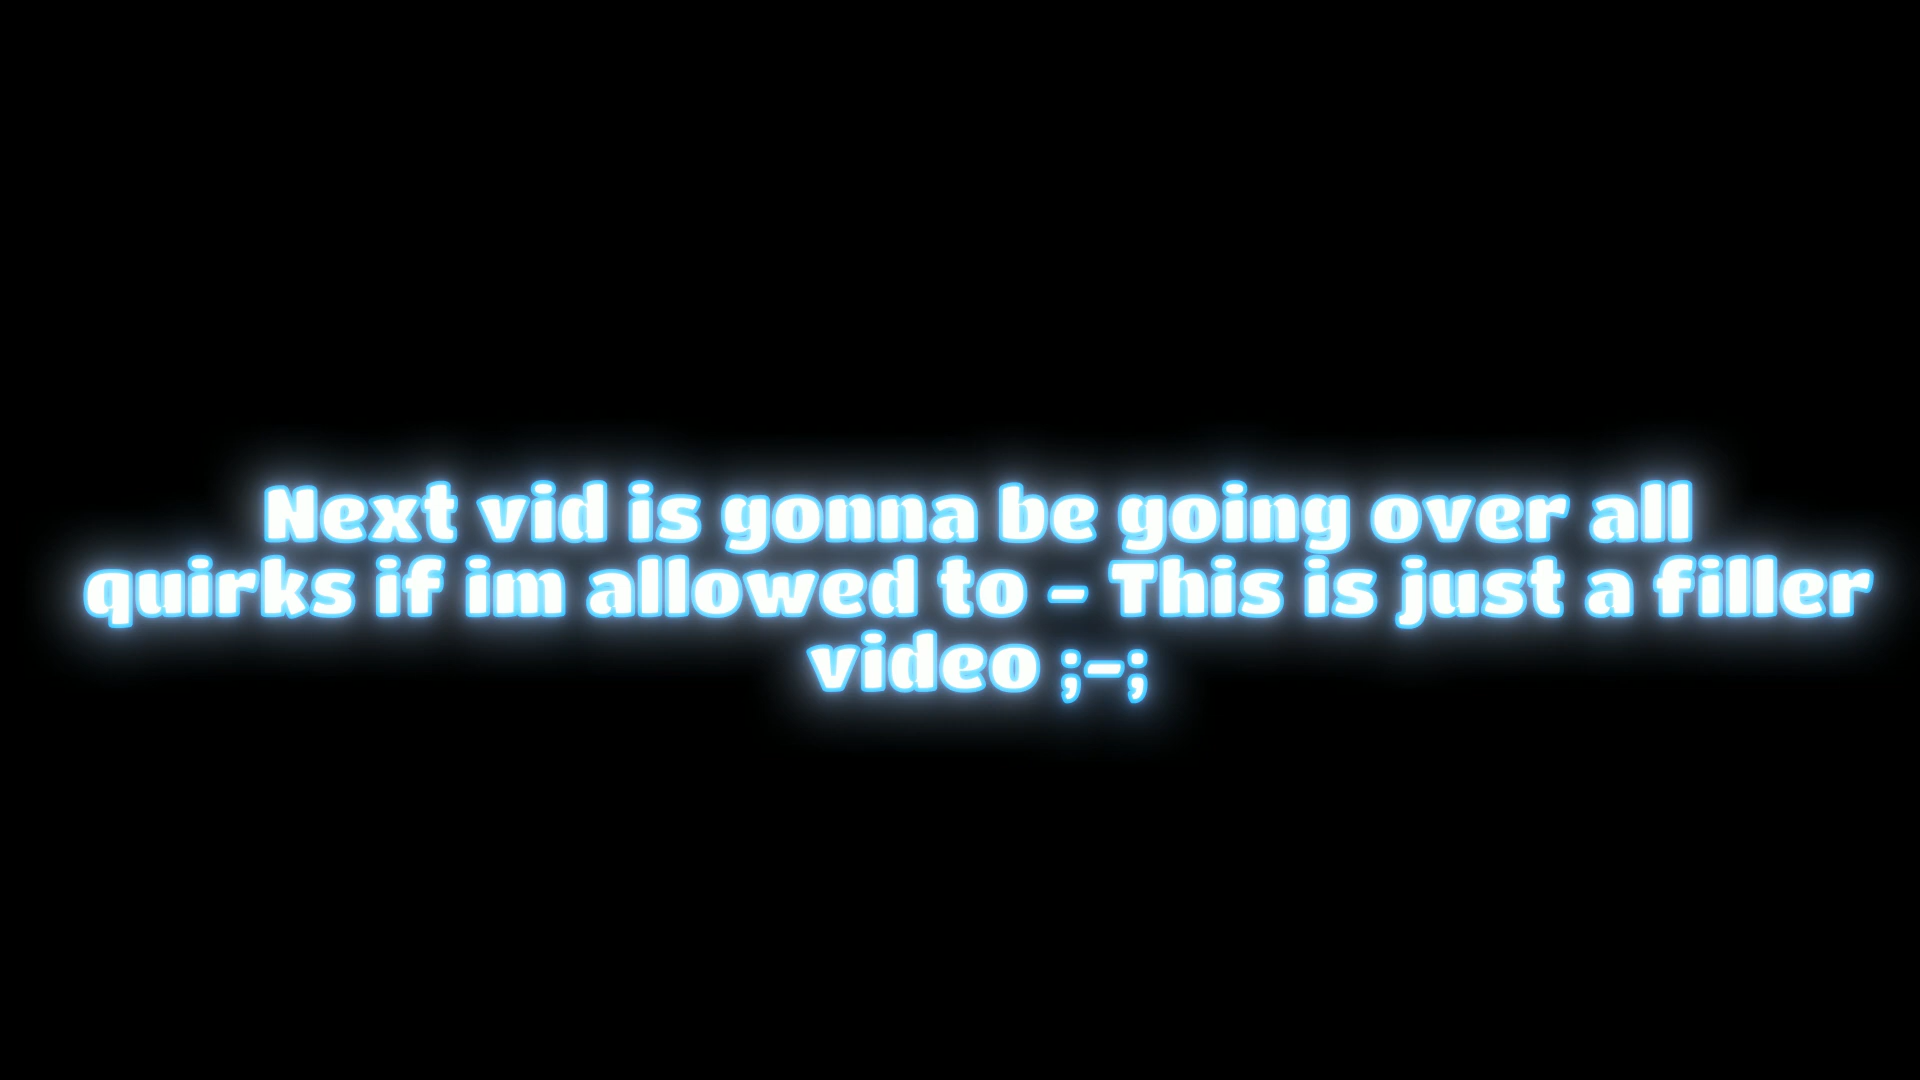 Next vid is gonna be going over all
quirks if im allowed to - This is just a filler
video ;-;